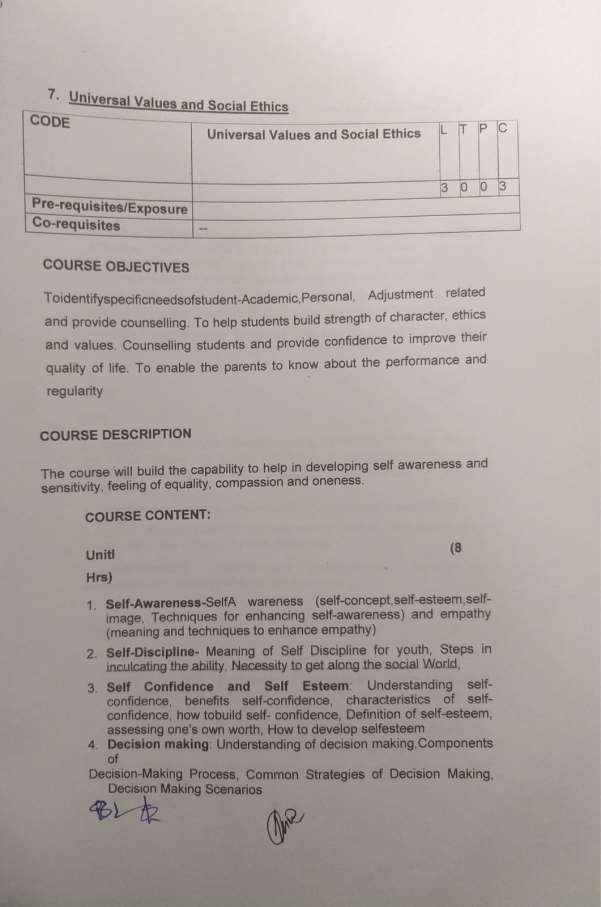 7. Universal Values and Social Ethics
CODE
Universal Values and Social Ethics L T P C
3 0 0 3
Pre-requisites/Exposure
Co-requisites --
COURSE OBJECTIVES
Toidentifyspecificneedsofstudent-Academic,Personal, Adjustment related
and provide counselling. To help students build strength of character, ethics
and values. Counselling students and provide confidence to improve their
quality of life. To enable the parents to know about the performance and
regularity
COURSE DESCRIPTION
The course will build the capability to help in developing self awareness and
sensitivity, feeling of equality, compassion and oneness.
COURSE CONTENT:
UnitI (8
Hrs)
1. Self-Awareness-SelfA wareness (self-concept,self-esteem,self-
image, Techniques for enhancing self-awareness) and empathy
(meaning and techniques to enhance empathy)
2. Self-Discipline- Meaning of Self Discipline for youth, Steps in
inculcating the ability, Necessity to get along the social World,
3. Self Confidence and Self Esteem: Understanding self-
confidence, benefits self-confidence, characteristics of self-
confidence, how tobuild self- confidence, Definition of self-esteem,
assessing one's own worth, How to develop selfesteem
4. Decision making: Understanding of decision making,Components
of
Decision-Making Process, Common Strategies of Decision Making,
Decision Making Scenarios